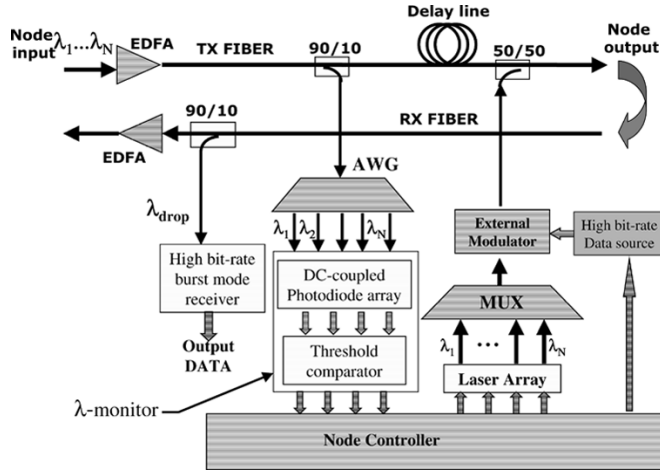 Node
input
λ1...λN
EDFA
TX FIBER
90/10
Delay line
50/50
Node
output
90/10
RX FIBER
EDFA
AWG
λdrop
λ1 λ2 λN
External
Modulator
High bit-rate
Data source
High bit-rate
burst mode
receiver
DC-coupled
Photodiode array
MUX
Output
DATA
Threshold
comparator
λ1 ... λN
Laser Array
λ-monitor
Node Controller